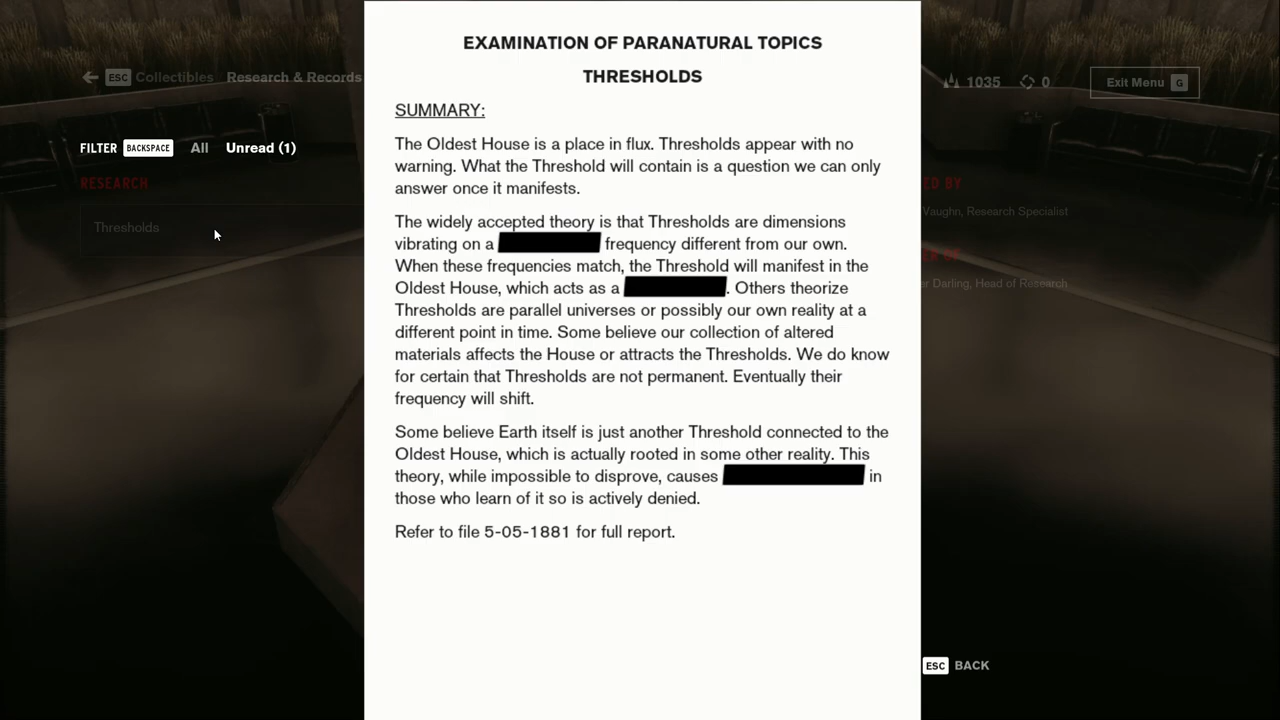 EXAMINATION OF PARANATURAL TOPICS
THRESHOLDS
ESC Collectibles Research & Records
1035 0 Exit Menu G
SUMMARY:
The Oldest House is a place in flux. Thresholds appear with no
warning. What the Threshold will contain is a question we can only
answer once it manifests.
FILTER BACKSPACE All Unread (1)
RESEARCH
Thresholds
ED BY
Vaughn, Research Specialist
Darling, Head of Research
The widely accepted theory is that Thresholds are dimensions
vibrating on a frequency different from our own.
When these frequencies match, the Threshold will manifest in the
Oldest House, which acts as a . Others theorize
Thresholds are parallel universes or possibly our own reality at a
different point in time. Some believe our collection of altered
materials affects the House or attracts the Thresholds. We do know
for certain that Thresholds are not permanent. Eventually their
frequency will shift.
Some believe Earth itself is just another Threshold connected to the
Oldest House, which is actually rooted in some other reality. This
theory, while impossible to disprove, causes in
those who learn of it so is actively denied.
Refer to file 5-05-1881 for full report.
ESC BACK